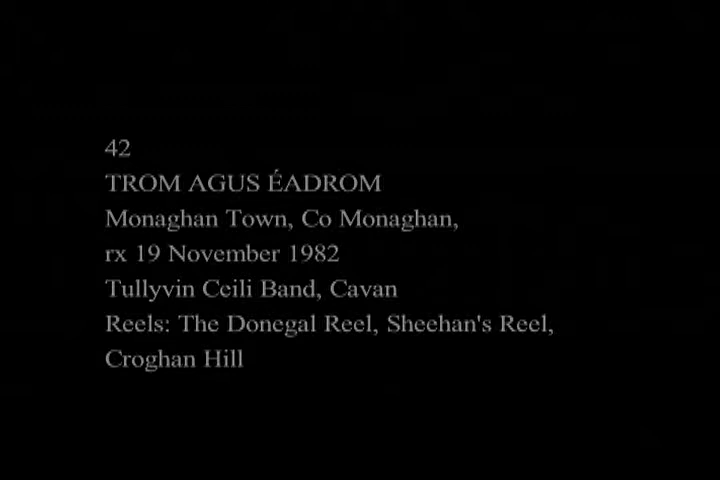 42
TROM AGUS ÉADROM
Monaghan Town, Co Monaghan,
rx 19 November 1982
Tullyvin Ceili Band, Cavan
Reels: The Donegal Reel, Sheehan's Reel,
Croghan Hill